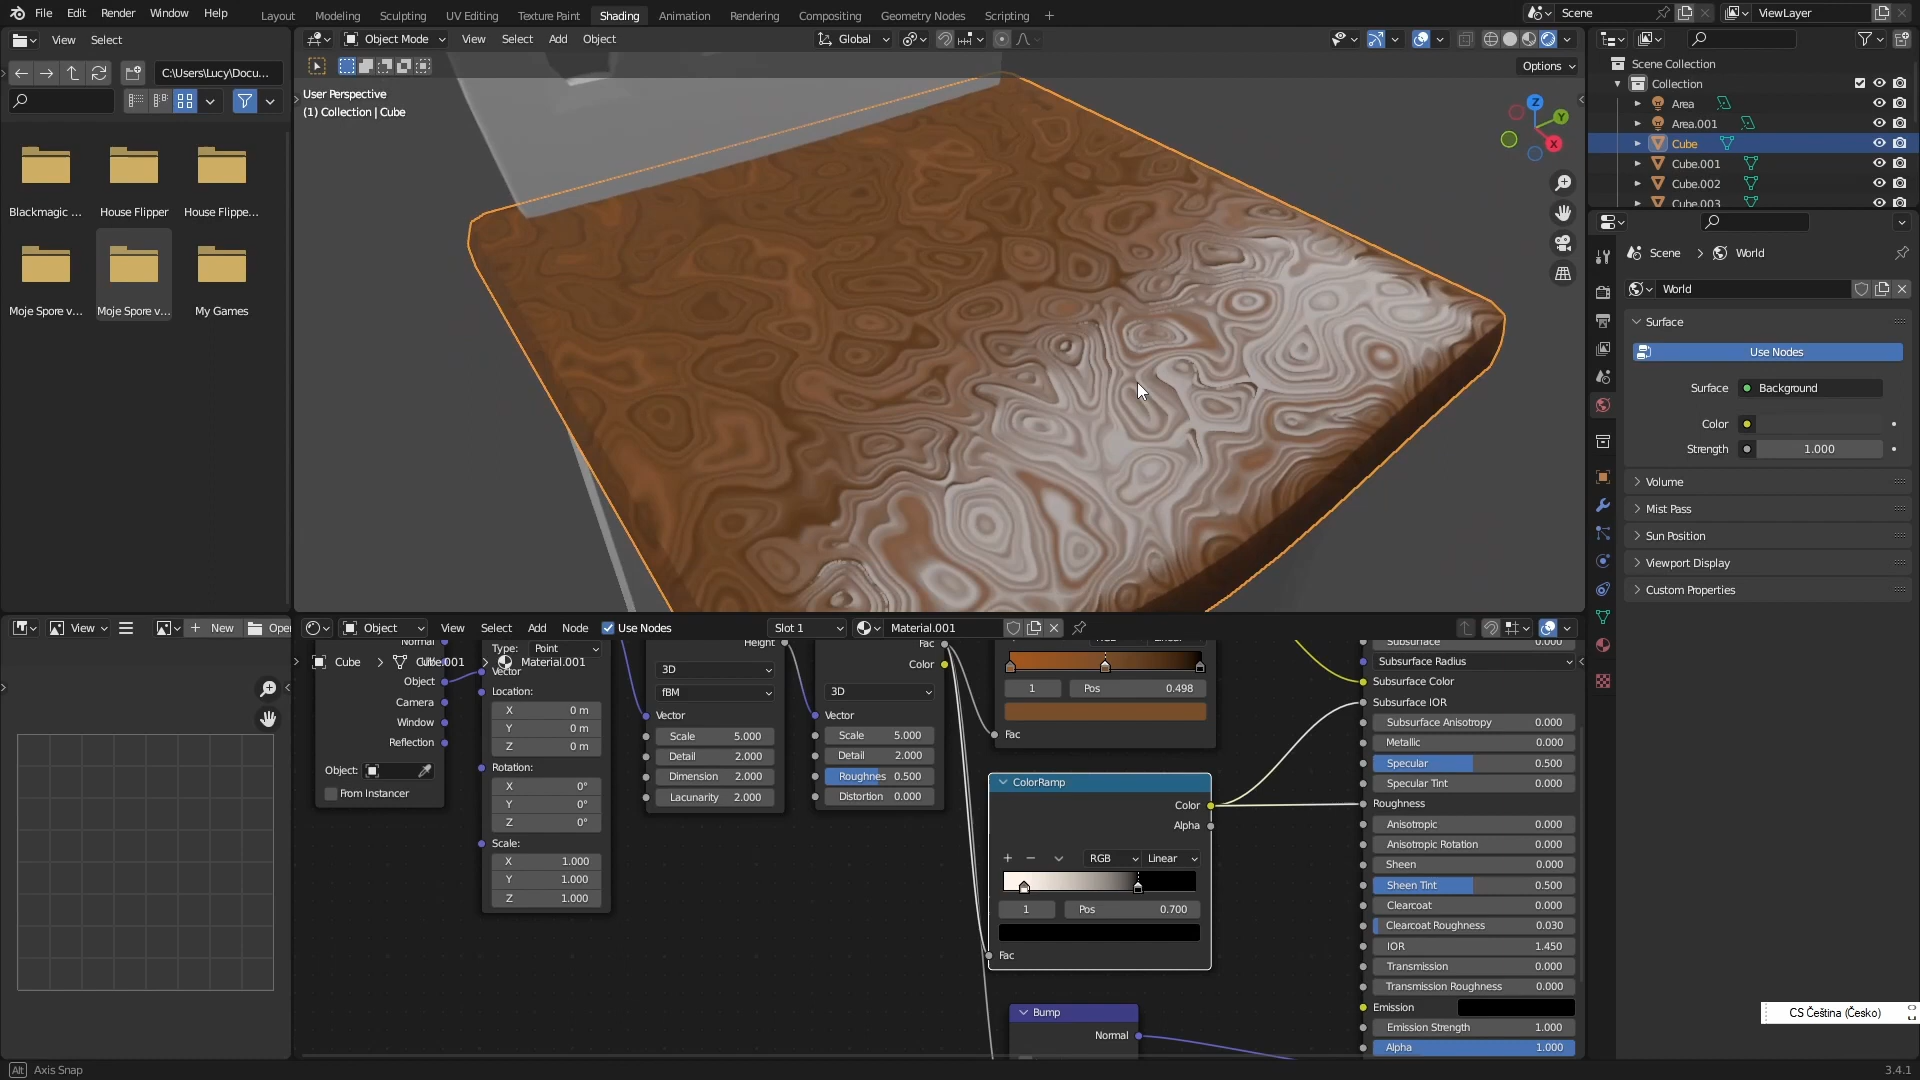 File Edit Render Window Help Layout Modeling Sculpting UV Editing Texture Paint Shading Animation Rendering Compositing Geometry Nodes Scripting + Scene ViewLayer
View Select
C:\Users\Lucy\Docu...
Blackmagic ... House Flipper House Flippe...
Moje Spore v... Moje Spore v... My Games
Object Mode View Select Add Object Global
Options
User Perspective
(1) Collection | Cube
Z
Y
X
Scene Collection
Collection
Area
Area.001
Cube
Cube.001
Cube.002
Cube.003
Scene World
World
Surface
Use Nodes
Surface Background
Color
Strength 1.000
Volume
Mist Pass
Sun Position
Viewport Display
Custom Properties
View + New Open
Object View Select Add Node Use Nodes Slot 1 Material.001
Cube Cube.001 Material.001
Normal
Object
Camera
Window
Reflection
Object:
From Instancer
Type: Point
Vector
Location:
X 0 m
Y 0 m
Z 0 m
Rotation:
X 0°
Y 0°
Z 0°
Scale:
X 1.000
Y 1.000
Z 1.000
Height
3D
fBM
Vector
Scale 5.000
Detail 2.000
Dimension 2.000
Lacunarity 2.000
Fac
Color
3D
Vector
Scale 5.000
Detail 2.000
Roughnes 0.500
Distortion 0.000
1 Pos 0.498
Fac
ColorRamp
Color
Alpha
+ − RGB Linear
1 Pos 0.700
Fac
Bump
Normal
Subsurface 0.000
Subsurface Radius
Subsurface Color
Subsurface IOR
Subsurface Anisotropy 0.000
Metallic 0.000
Specular 0.500
Specular Tint 0.000
Roughness
Anisotropic 0.000
Anisotropic Rotation 0.000
Sheen 0.000
Sheen Tint 0.500
Clearcoat 0.000
Clearcoat Roughness 0.030
IOR 1.450
Transmission 0.000
Transmission Roughness 0.000
Emission
Emission Strength 1.000
Alpha 1.000
CS Čeština (Česko)
Alt Axis Snap
3.4.1